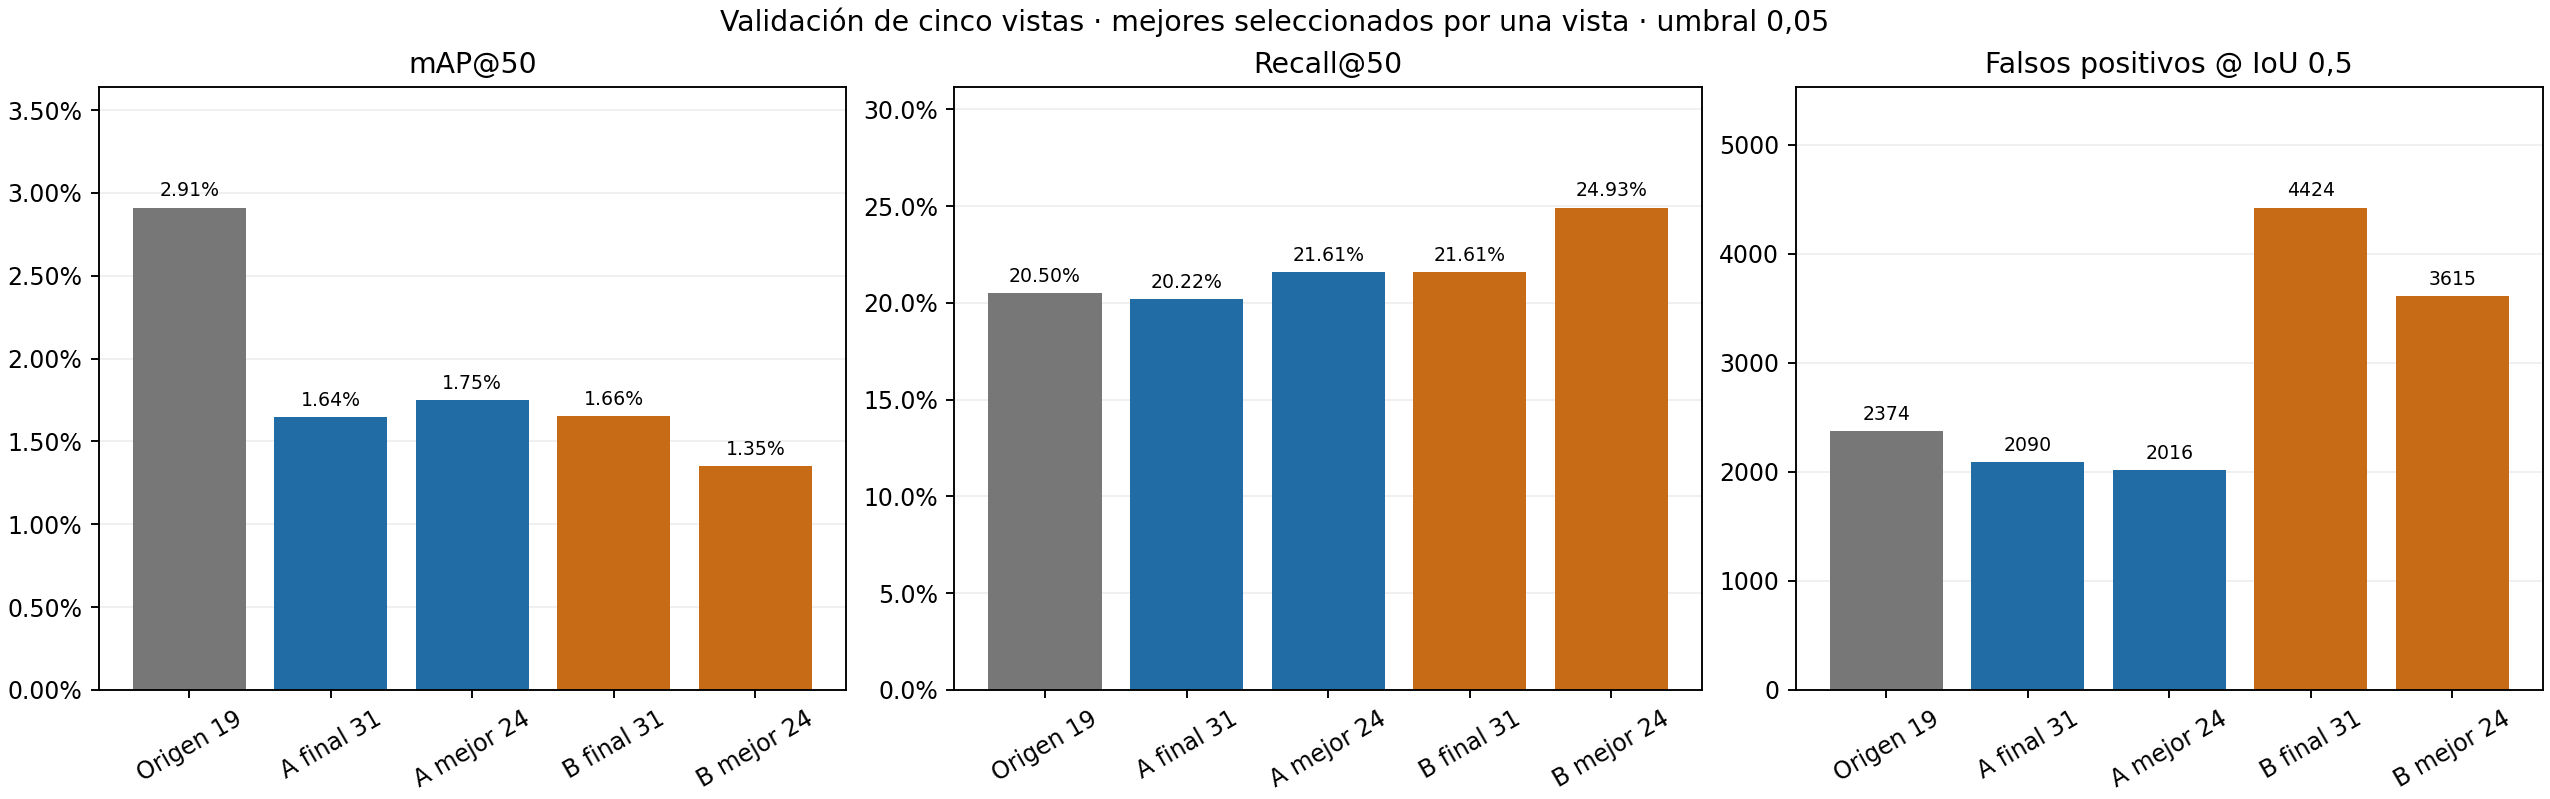 Validación de cinco vistas · mejores seleccionados por una vista · umbral 0,05
mAP@50
3.50%
3.00%
2.50%
2.00%
1.50%
1.00%
0.50%
0.00%
2.91%
1.64%
1.75%
1.66%
1.35%
Origen 19
A final 31
A mejor 24
B final 31
B mejor 24
Recall@50
30.0%
25.0%
20.0%
15.0%
10.0%
5.0%
0.0%
20.50%
20.22%
21.61%
21.61%
24.93%
Origen 19
A final 31
A mejor 24
B final 31
B mejor 24
Falsos positivos @ IoU 0,5
5000
4000
3000
2000
1000
0
2374
2090
2016
4424
3615
Origen 19
A final 31
A mejor 24
B final 31
B mejor 24